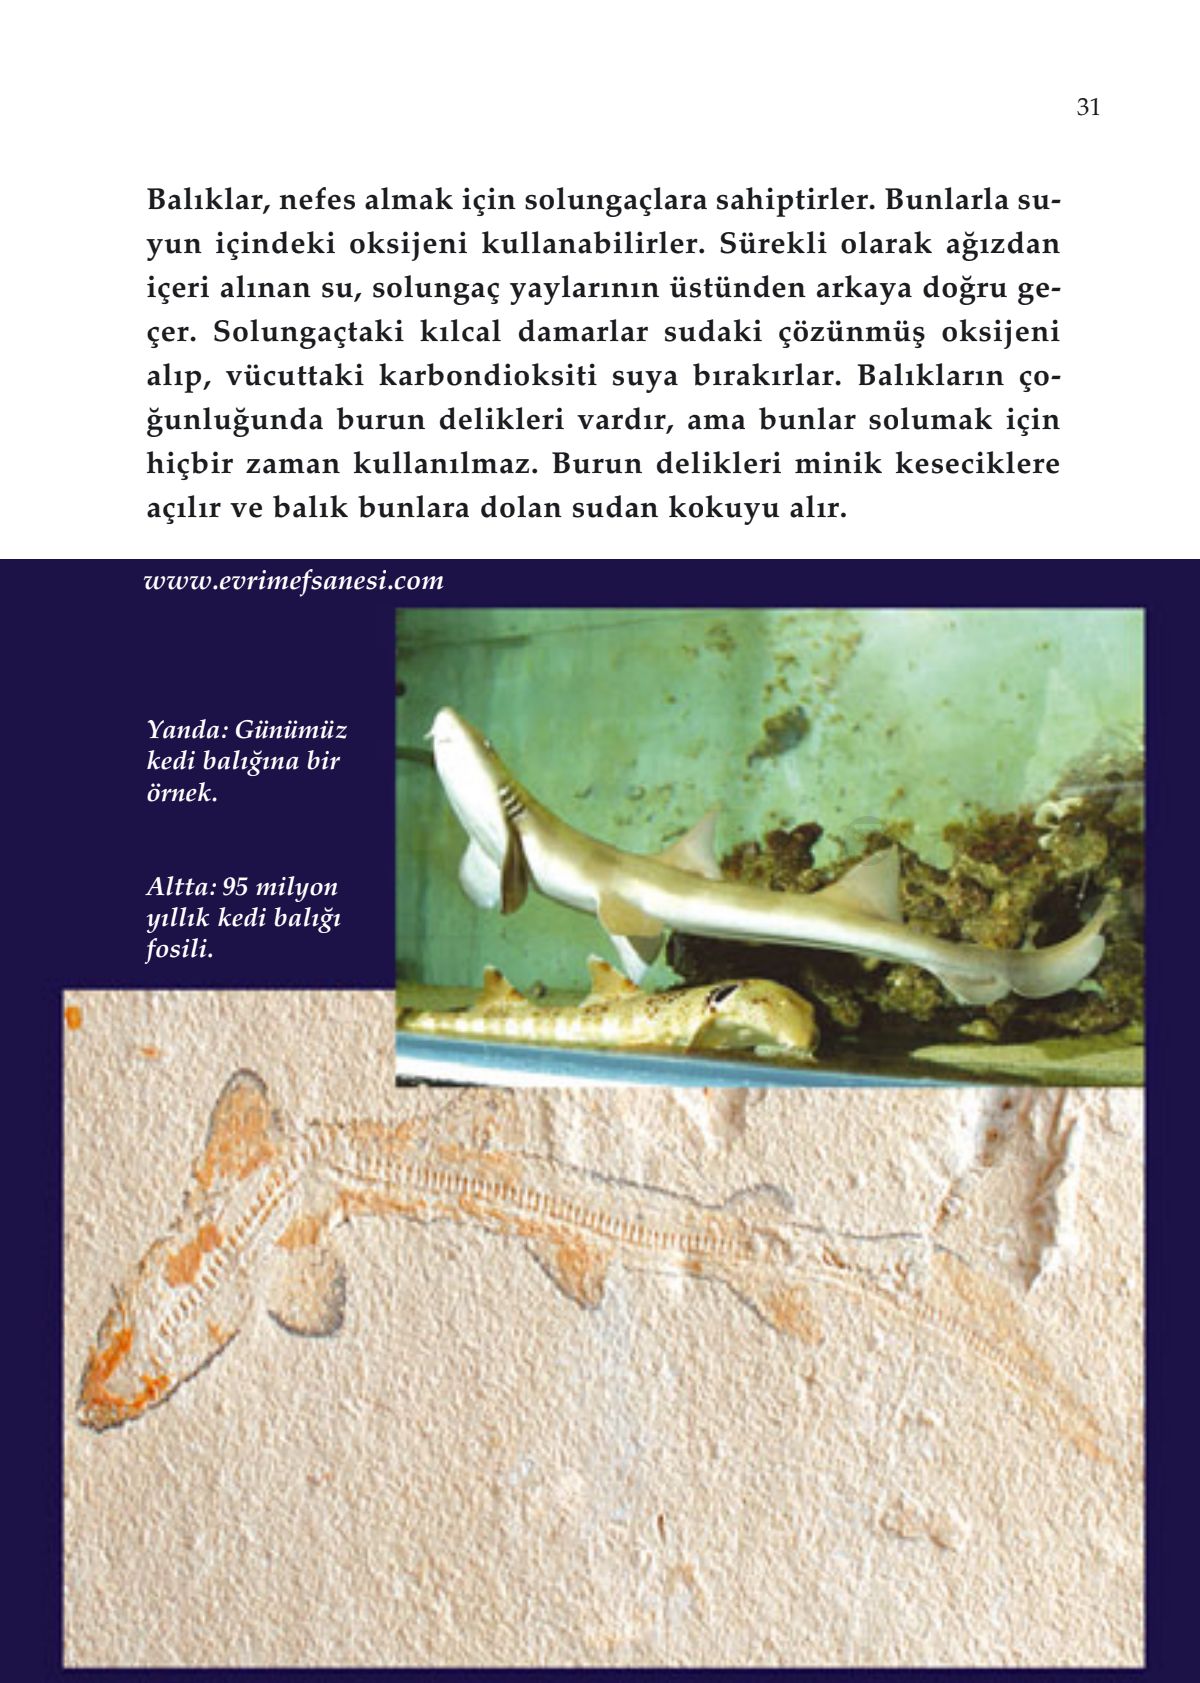 31
Balıklar, nefes almak için solungaçlara sahiptirler. Bunlarla su-
yun içindeki oksijeni kullanabilirler. Sürekli olarak ağızdan
içeri alınan su, solungaç yaylarının üstünden arkaya doğru ge-
çer. Solungaçtaki kılcal damarlar sudaki çözünmüş oksijeni
alıp, vücuttaki karbondioksiti suya bırakırlar. Balıkların ço-
ğunluğunda burun delikleri vardır, ama bunlar solumak için
hiçbir zaman kullanılmaz. Burun delikleri minik keseciklere
açılır ve balık bunlara dolan sudan kokuyu alır.
www.evrimefsanesi.com
Yanda: Günümüz
kedi balığına bir
örnek.
Altta: 95 milyon
yıllık kedi balığı
fosili.